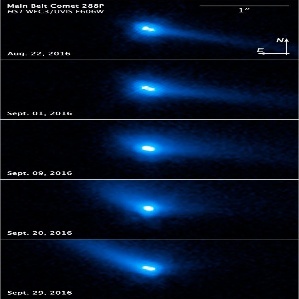 Main Belt Comet 288P
HST WFC3/UVIS F606W
1"
N
E
Aug. 22, 2016
Sept. 01, 2016
Sept. 09, 2016
Sept. 20, 2016
Sept. 29, 2016